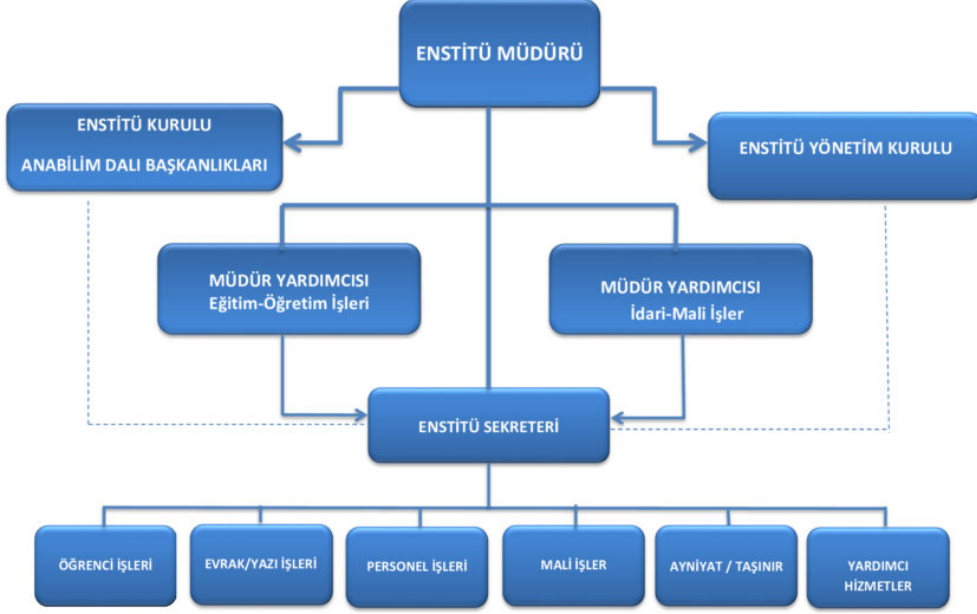 ENSTİTÜ MÜDÜRÜ
ENSTİTÜ KURULU
ANABİLİM DALI BAŞKANLIKLARI
ENSTİTÜ YÖNETİM KURULU
MÜDÜR YARDIMCISI
Eğitim-Öğretim İşleri
MÜDÜR YARDIMCISI
İdari-Mali İşler
ENSTİTÜ SEKRETERİ
ÖĞRENCİ İŞLERİ
EVRAK/YAZI İŞLERİ
PERSONEL İŞLERİ
MALİ İŞLER
AYNİYAT / TAŞINIR
YARDIMCI
HİZMETLER